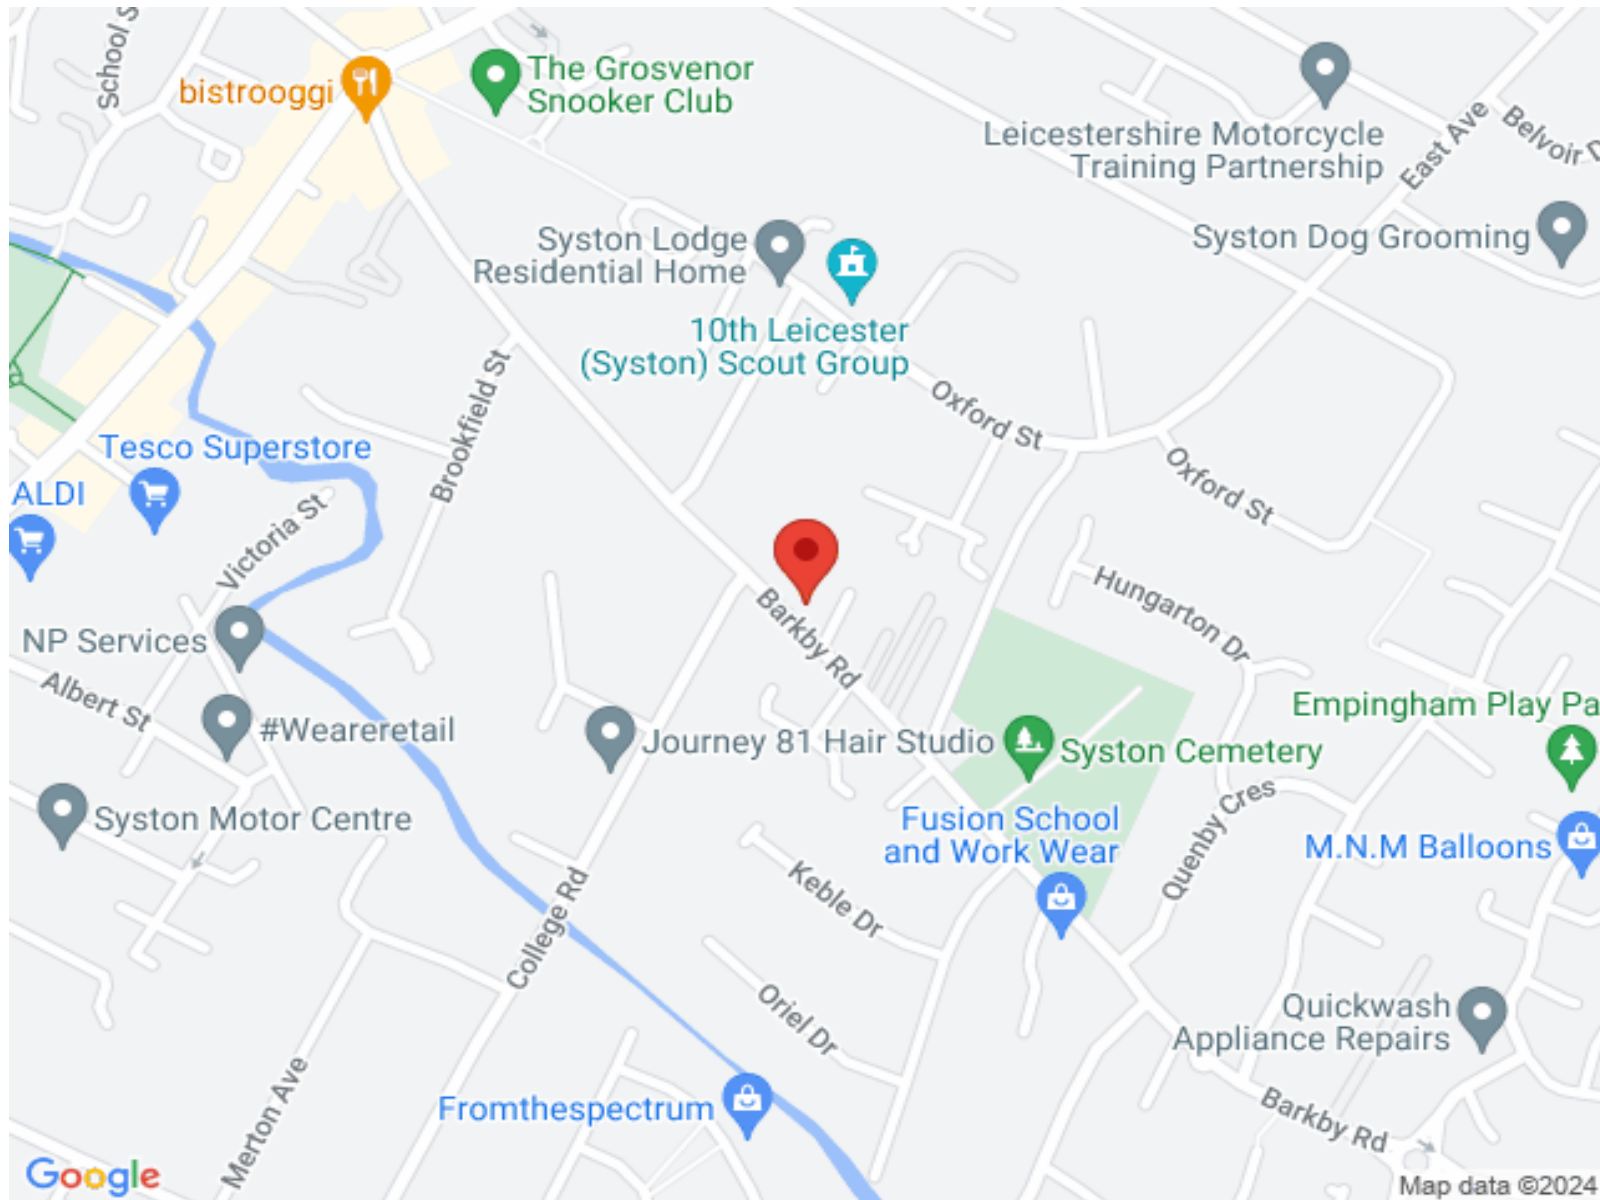 School S
bistrooggi
The Grosvenor
Snooker Club
Leicestershire Motorcycle
Training Partnership
East Ave
Belvoir D
Syston Lodge
Residential Home
Syston Dog Grooming
10th Leicester
(Syston) Scout Group
Brookfield St
Oxford St
Tesco Superstore
ALDI
Oxford St
Victoria St
Barkby Rd
Hungarton Dr
NP Services
Albert St
#Weareretail
Journey 81 Hair Studio
Syston Cemetery
Empingham Play Pa
Syston Motor Centre
Fusion School
and Work Wear
Quenby Cres
M.N.M Balloons
Keble Dr
College Rd
Oriel Dr
Quickwash
Appliance Repairs
Merton Ave
Fromthespectrum
Barkby Rd
Google
Map data ©2024